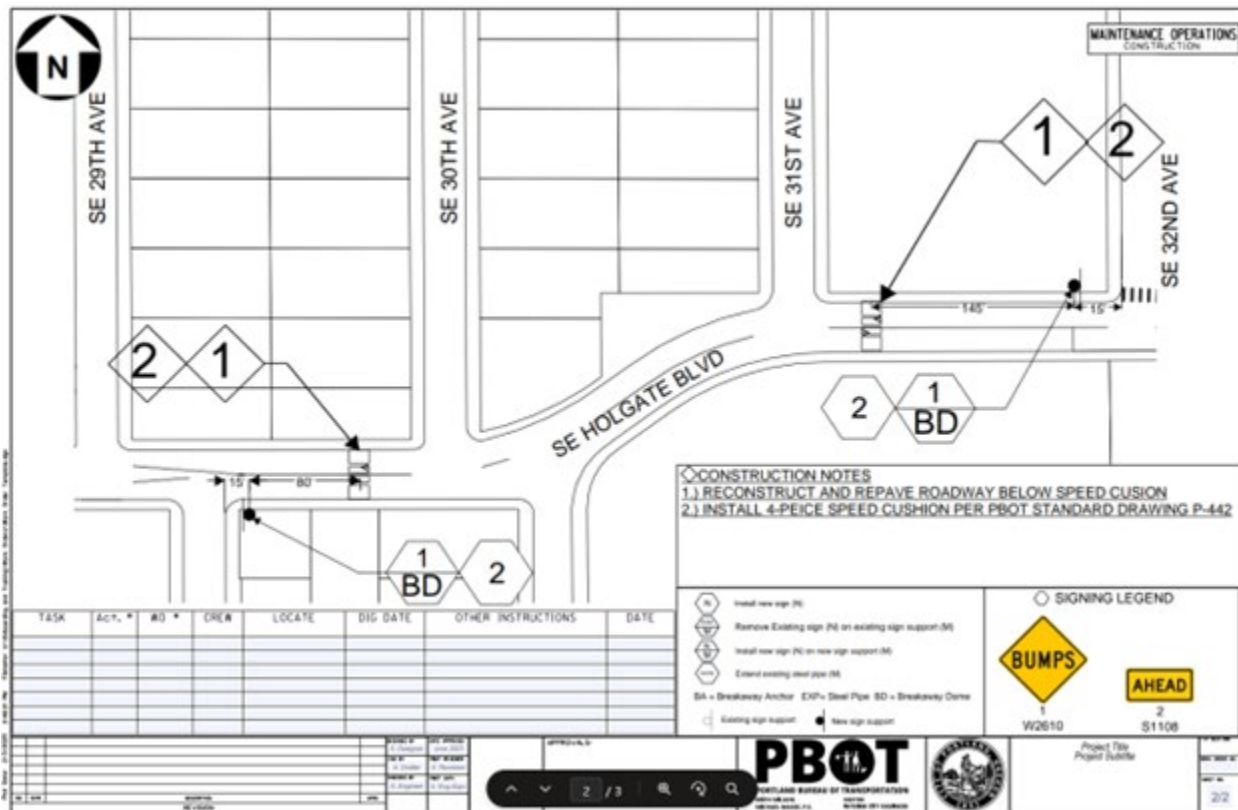 MAINTENANCE OPERATIONS
CONSTRUCTION
N
SE 29TH AVE
SE 30TH AVE
SE 31ST AVE
SE 32ND AVE
1
2
145'
15'
2
1
BD
2
1
SE HOLGATE BLVD
15'
80'
1
BD
2
CONSTRUCTION NOTES
1.) RECONSTRUCT AND REPAVE ROADWAY BELOW SPEED CUSION
2.) INSTALL 4-PEICE SPEED CUSHION PER PBOT STANDARD DRAWING P-442
TASK Act. * WO * CREW LOCATE DIG DATE OTHER INSTRUCTIONS DATE
Install new sign (N)
Remove Existing sign (N) on existing sign support (M)
Install new sign (N) on new sign support (M)
Extend existing steel pipe (M)
BA = Breakaway Anchor EXP= Steel Pipe BD = Breakaway Dome
Existing sign support
New sign support
SIGNING LEGEND
BUMPS
1
W2610
AHEAD
2
S1108
PBOT
PORTLAND BUREAU OF TRANSPORTATION
Project Title
Project Subtitle
2 / 3
2/2